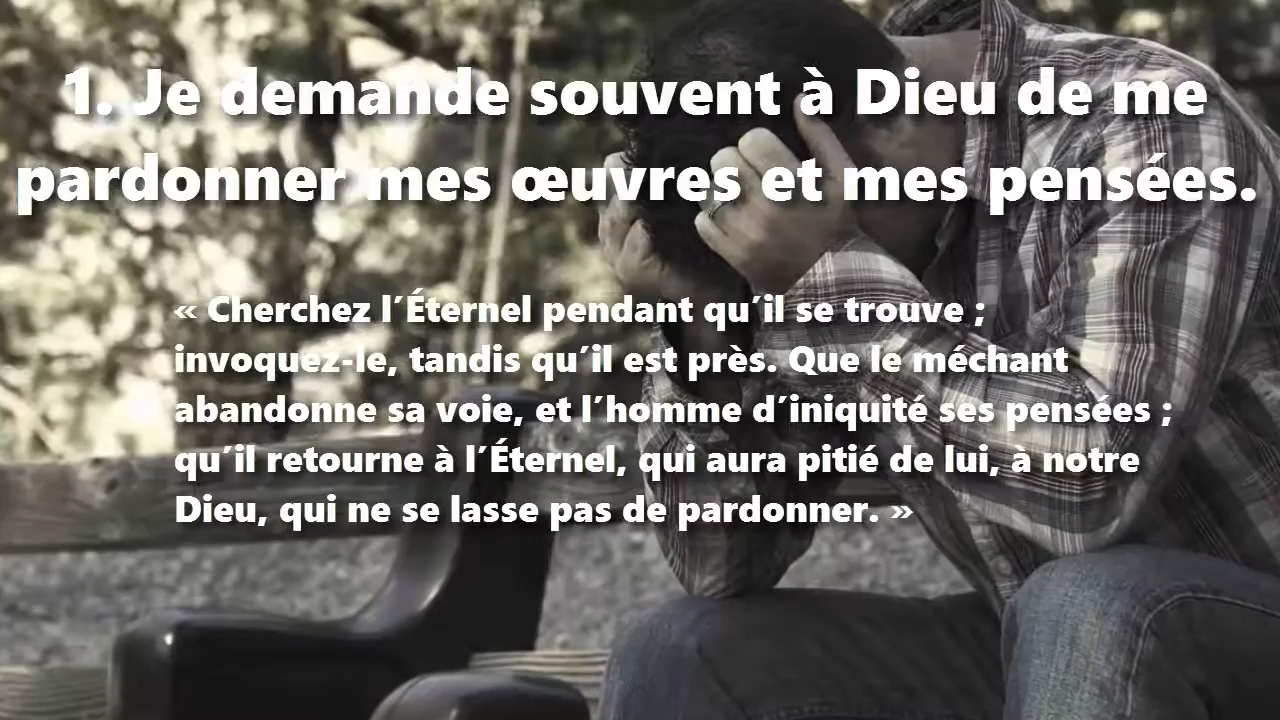 1. Je demande souvent à Dieu de me
pardonner mes œuvres et mes pensées.
« Cherchez l´Éternel pendant qu´il se trouve ;
invoquez-le, tandis qu´il est près. Que le méchant
abandonne sa voie, et l´homme d´iniquité ses pensées ;
qu´il retourne à l´Éternel, qui aura pitié de lui, à notre
Dieu, qui ne se lasse pas de pardonner. »